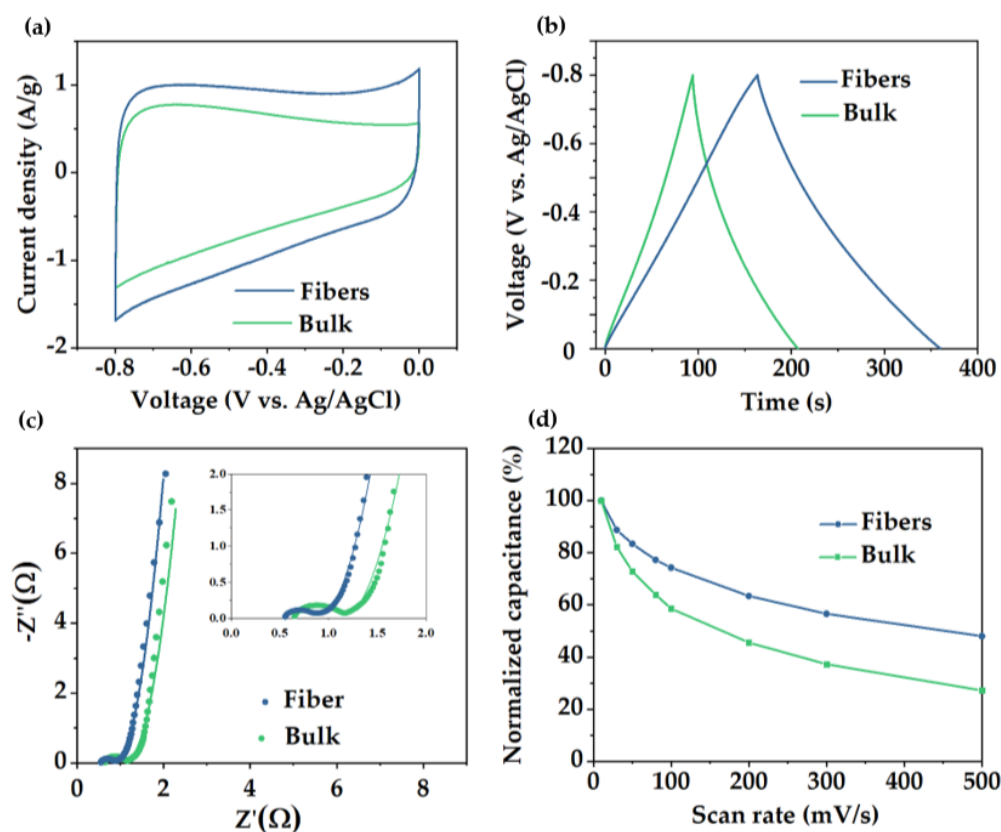 (a)
Current density (A/g)
1
0
-1
-2
Fibers
Bulk
-0.8 -0.6 -0.4 -0.2 0.0
Voltage (V vs. Ag/AgCl)
(b)
Voltage (V vs. Ag/AgCl)
-0.8
-0.6
-0.4
-0.2
0
Fibers
Bulk
0 100 200 300 400
Time (s)
(c)
-Z''(Ω)
8
6
4
2
0
2.0
1.5
1.0
0.5
0.0
0.0 0.5 1.0 1.5 2.0
Fiber
Bulk
0 2 4 6 8
Z'(Ω)
(d)
Normalized capacitance (%)
120
100
80
60
40
20
0
Fibers
Bulk
0 100 200 300 400 500
Scan rate (mV/s)